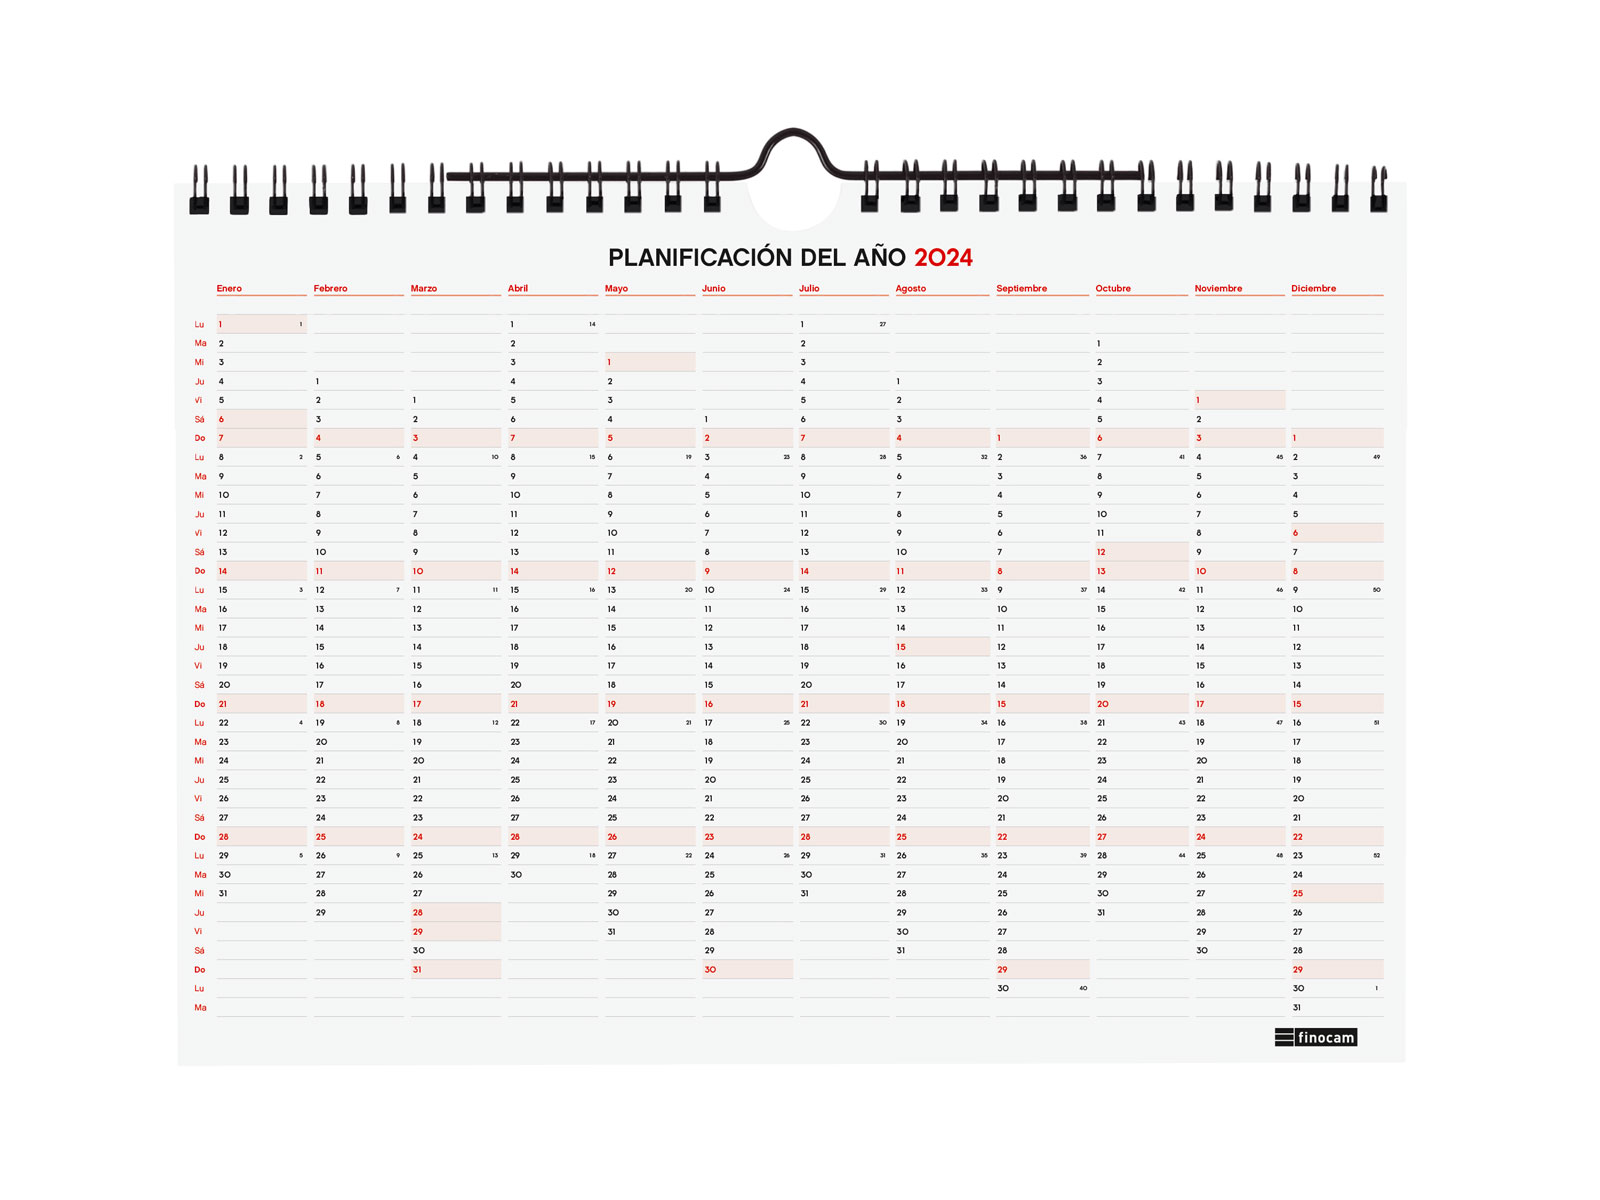 PLANIFICACIÓN DEL AÑO 2024
Enero Febrero Marzo Abril Mayo Junio Julio Agosto Septiembre Octubre Noviembre Diciembre
Lu 1 1 1 14 1 27
Ma 2 2 2 1
Mi 3 3 1 3 2
Ju 4 1 4 2 4 1 3
Vi 5 2 1 5 3 5 2 4 1
Sá 6 3 2 6 4 1 6 3 5 2
Do 7 4 3 7 5 2 7 4 1 6 3 1
Lu 8 2 5 6 4 10 8 15 6 19 3 23 8 28 5 32 2 36 7 41 4 45 2 49
Ma 9 6 5 9 7 4 9 6 3 8 5 3
Mi 10 7 6 10 8 5 10 7 4 9 6 4
Ju 11 8 7 11 9 6 11 8 5 10 7 5
Vi 12 9 8 12 10 7 12 9 6 11 8 6
Sá 13 10 9 13 11 8 13 10 7 12 9 7
Do 14 11 10 14 12 9 14 11 8 13 10 8
Lu 15 3 12 7 11 11 15 16 13 20 10 24 15 29 12 33 9 37 14 42 11 46 9 50
Ma 16 13 12 16 14 11 16 13 10 15 12 10
Mi 17 14 13 17 15 12 17 14 11 16 13 11
Ju 18 15 14 18 16 13 18 15 12 17 14 12
Vi 19 16 15 19 17 14 19 16 13 18 15 13
Sá 20 17 16 20 18 15 20 17 14 19 16 14
Do 21 18 17 21 19 16 21 18 15 20 17 15
Lu 22 4 19 8 18 12 22 17 20 21 17 25 22 30 19 34 16 38 21 43 18 47 16 51
Ma 23 20 19 23 21 18 23 20 17 22 19 17
Mi 24 21 20 24 22 19 24 21 18 23 20 18
Ju 25 22 21 25 23 20 25 22 19 24 21 19
Vi 26 23 22 26 24 21 26 23 20 25 22 20
Sá 27 24 23 27 25 22 27 24 21 26 23 21
Do 28 25 24 28 26 23 28 25 22 27 24 22
Lu 29 5 26 9 25 13 29 18 27 22 24 26 29 31 26 35 23 39 28 44 25 48 23 52
Ma 30 27 26 30 28 25 30 27 24 29 26 24
Mi 31 28 27 29 26 31 28 25 30 27 25
Ju 29 28 30 27 29 26 31 28 26
Vi 29 31 28 30 27 29 27
Sá 30 29 31 28 30 28
Do 31 30 29 29
Lu 30 40 30 1
Ma 31
finocam